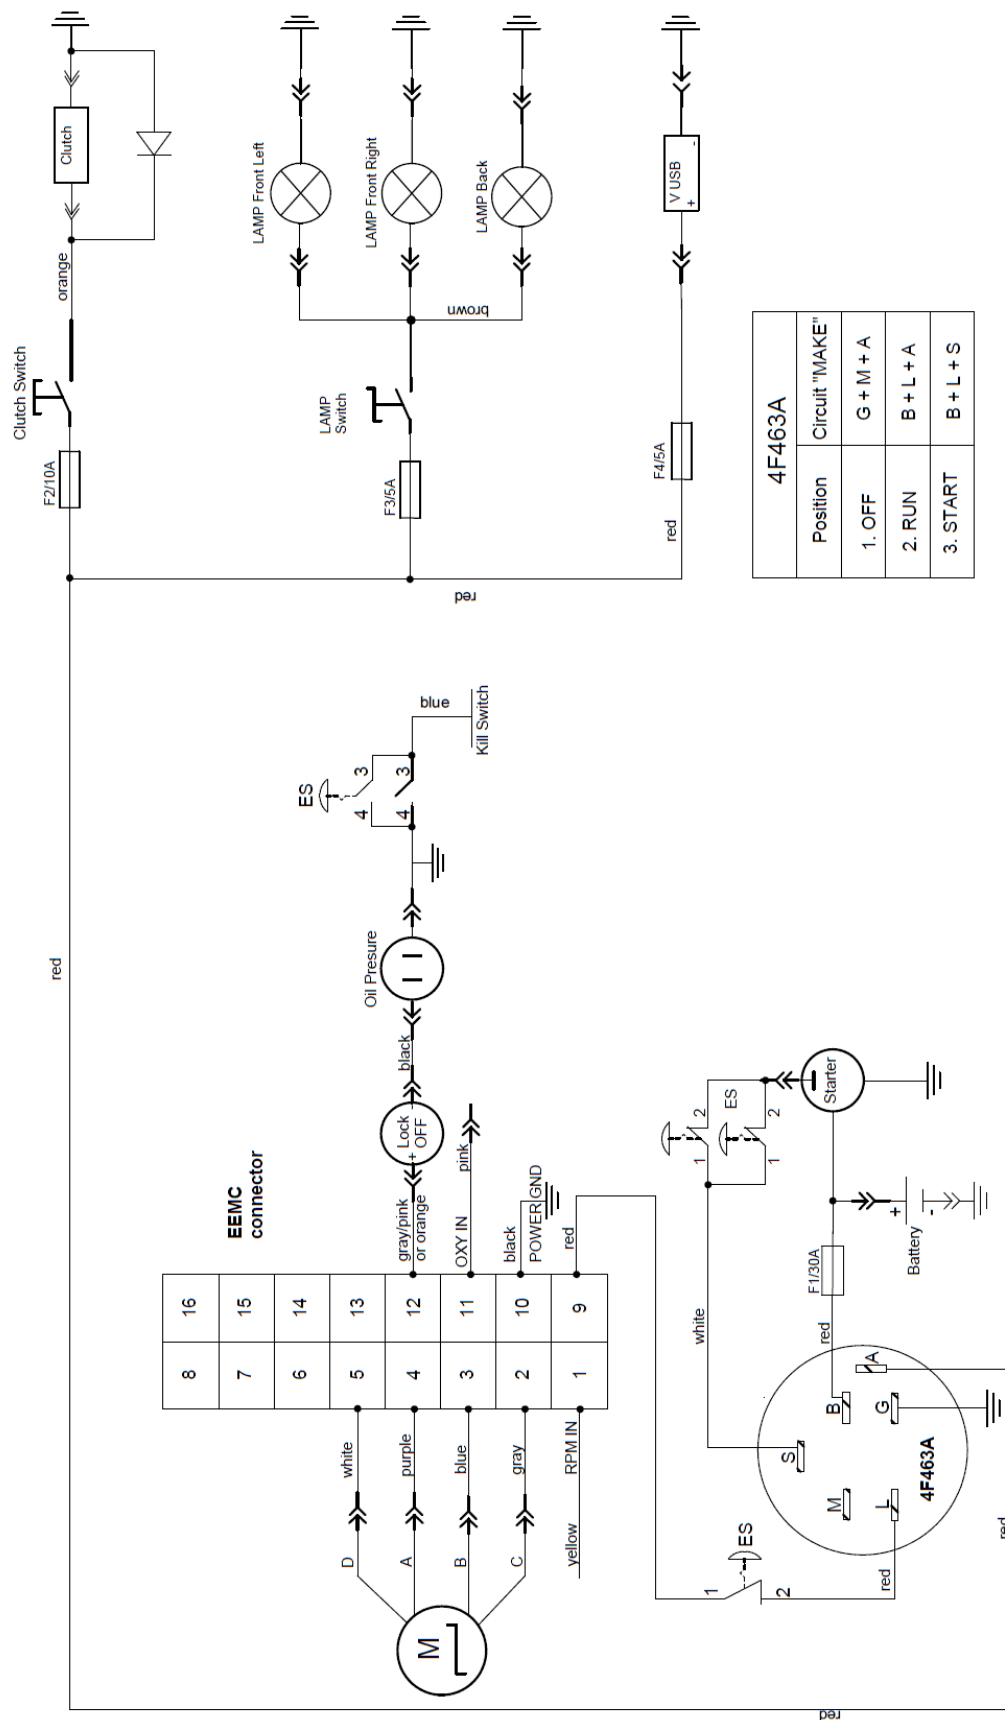 Clutch
orange
Clutch Switch
F2/10A
LAMP Front Left
LAMP Front Right
LAMP Back
brown
LAMP
Switch
F3/5A
V USB
+
-
F4/5A
red
red
red
4F463A
Position
Circuit "MAKE"
1. OFF
G + M + A
2. RUN
B + L + A
3. START
B + L + S
blue
Kill Switch
ES
3
4
3
4
Oil Presure
black
Lock
OFF
+
gray/pink
or orange
pink
OXY IN
black
POWER GND
red
EEMC
connector
16
15
14
13
12
11
10
9
8
7
6
5
4
3
2
1
white
purple
blue
gray
RPM IN
yellow
D
A
B
C
M
ES
1
2
red
white
1
2
ES
1
2
Starter
+
-
Battery
F1/30A
red
S
B
A
M
L
G
4F463A
red
red